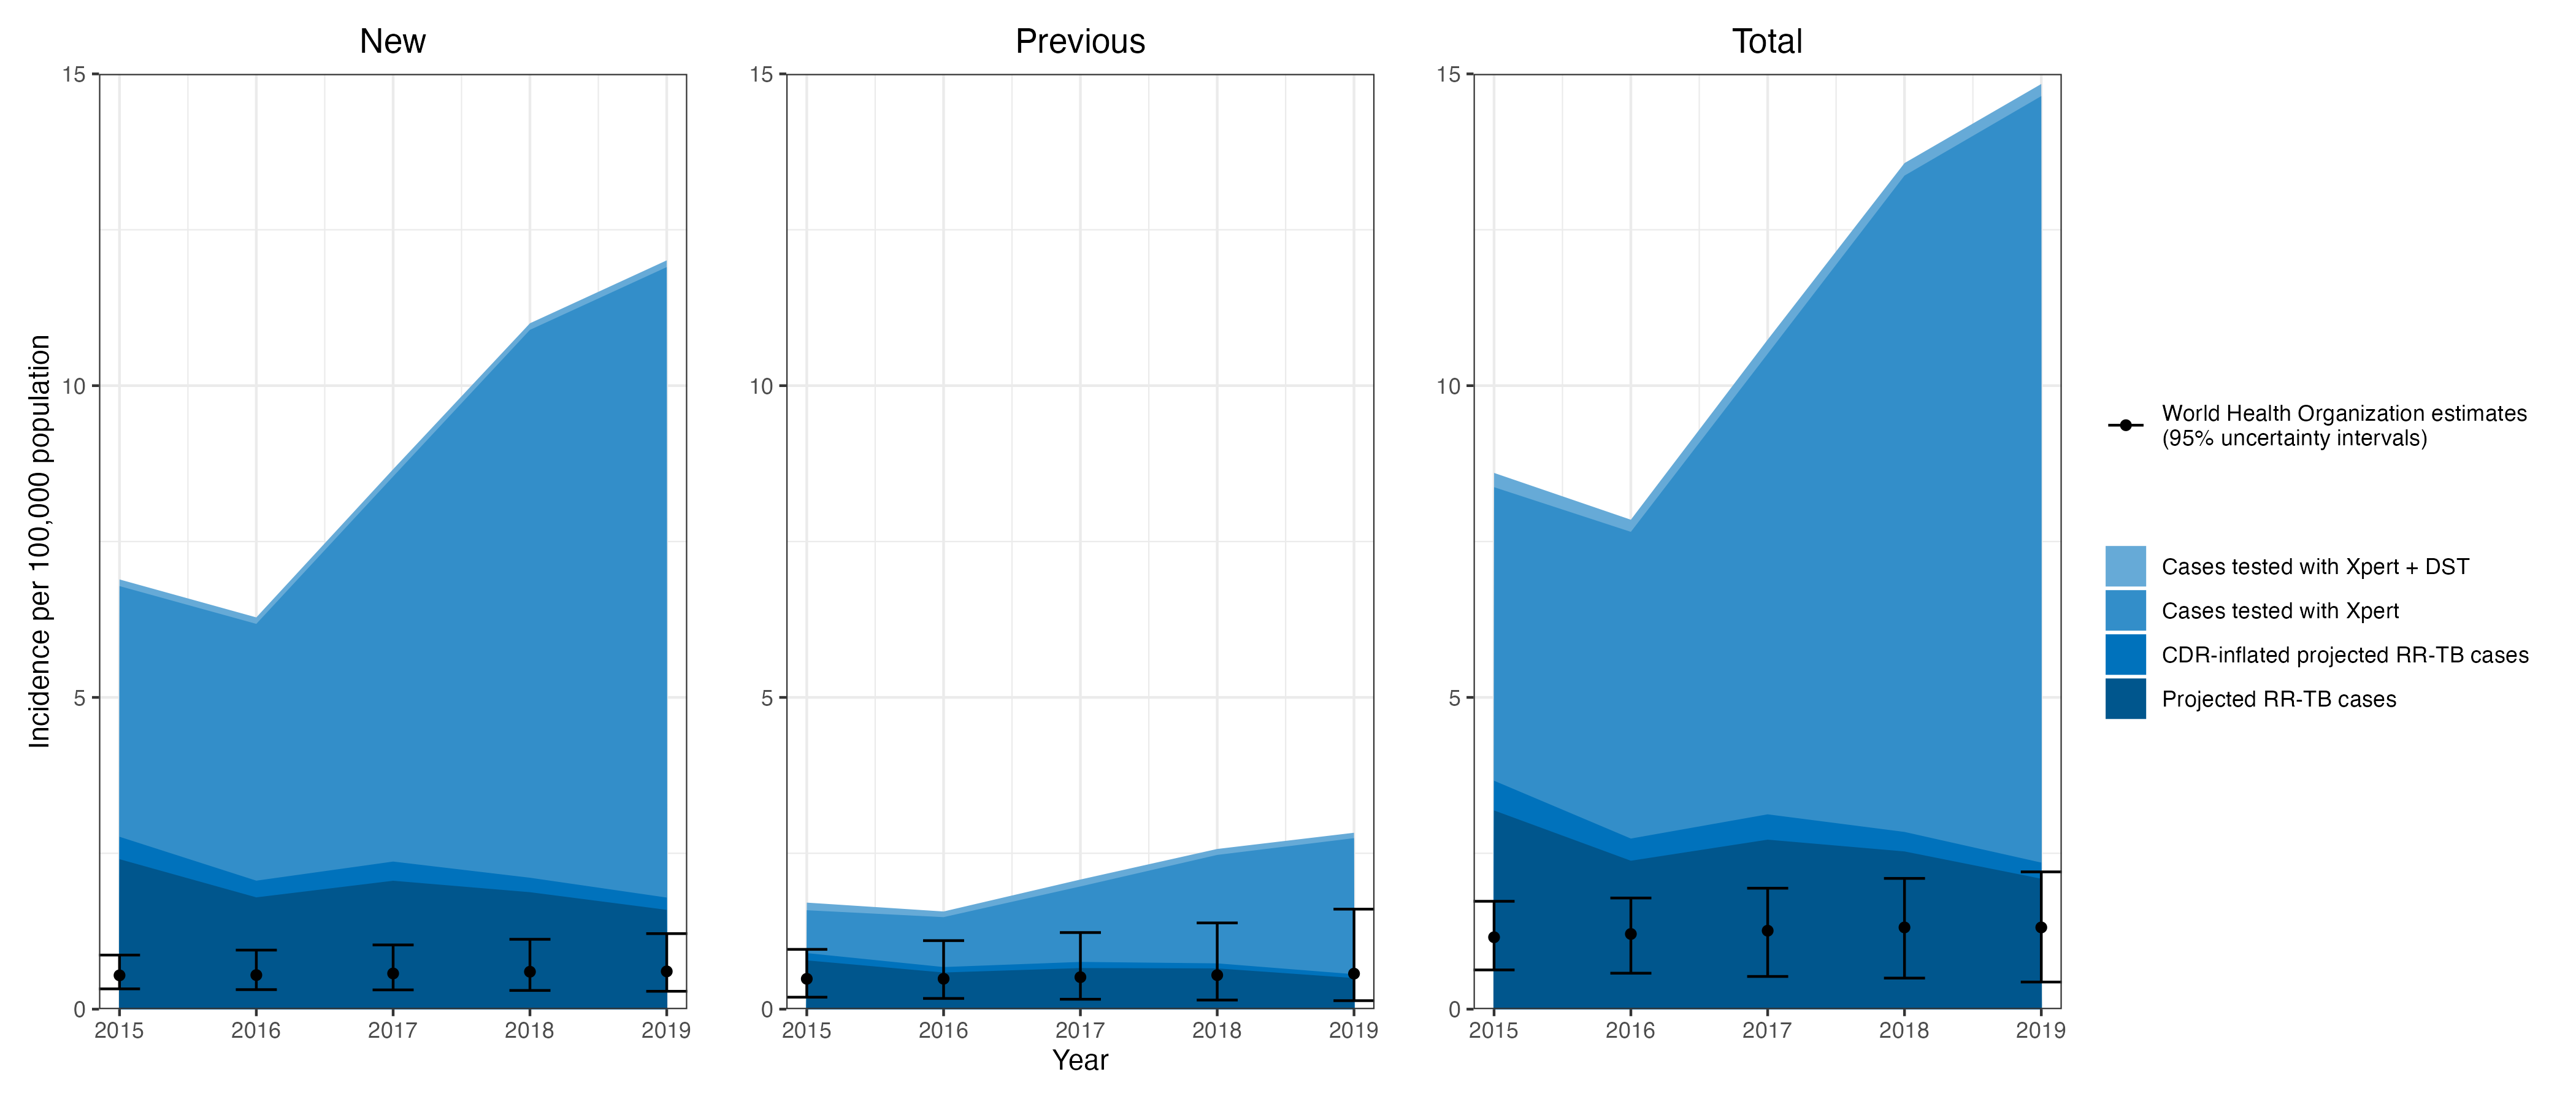 New
Previous
Total
Incidence per 100,000 population
15
10
5
0
2015
2016
2017
2018
2019
15
10
5
0
2015
2016
2017
2018
2019
15
10
5
0
2015
2016
2017
2018
2019
Year
World Health Organization estimates
(95% uncertainty intervals)
Cases tested with Xpert + DST
Cases tested with Xpert
CDR-inflated projected RR-TB cases
Projected RR-TB cases